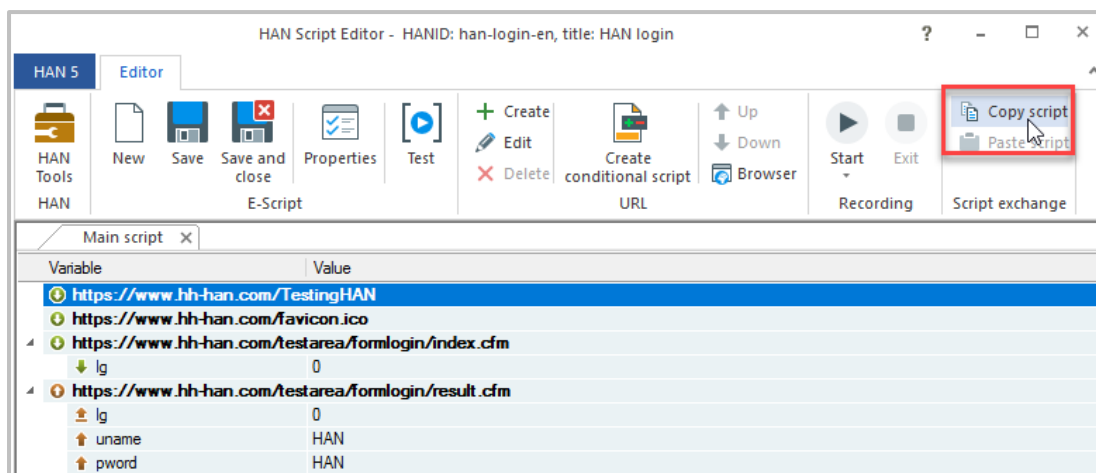 HAN Script Editor - HANID: han-login-en, title: HAN login
?
HAN 5 Editor
HAN Tools
New
Save
Save and close
Properties
Test
Create
Edit
Delete
Create conditional script
Up
Down
Browser
Start
Exit
Copy script
Paste script
HAN E-Script URL Recording Script exchange
Main script
Variable Value
https://www.hh-han.com/TestingHAN
https://www.hh-han.com/favicon.ico
https://www.hh-han.com/testarea/formlogin/index.cfm
lg 0
https://www.hh-han.com/testarea/formlogin/result.cfm
lg 0
uname HAN
pword HAN